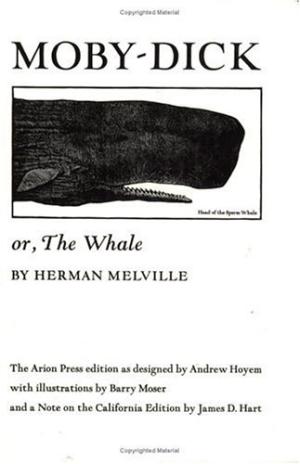 Copyrighted Material
MOBY-DICK
Head of the Sperm Whale
or, The Whale
BY HERMAN MELVILLE
The Arion Press edition as designed by Andrew Hoyem
with illustrations by Barry Moser
and a Note on the California Edition by James D. Hart
Copyrighted Material